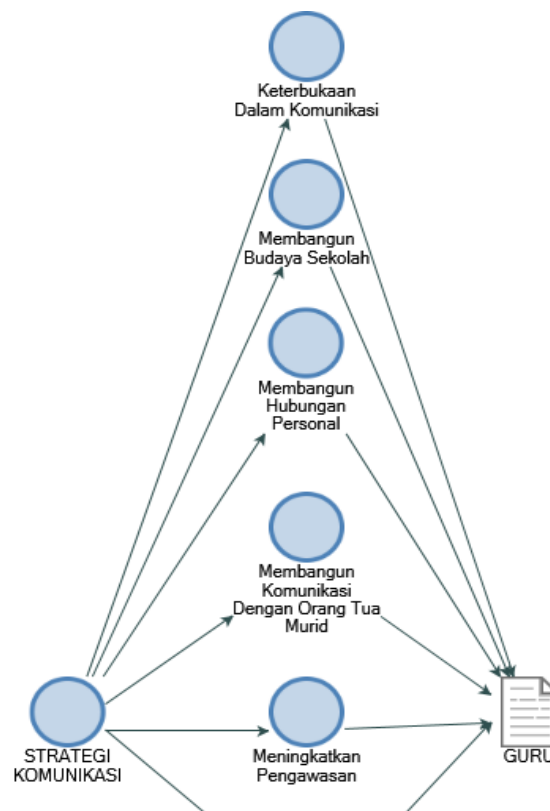 Keterbukaan
Dalam Komunikasi
Membangun
Budaya Sekolah
Membangun
Hubungan
Personal
Membangun
Komunikasi
Dengan Orang Tua
Murid
STRATEGI
KOMUNIKASI
Meningkatkan
Pengawasan
GURU